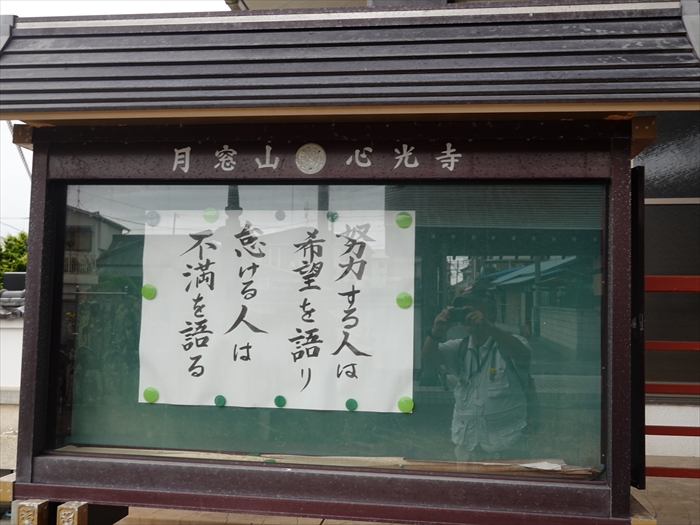 月窓山 心光寺
努力する人は
希望を語り
怠ける人は
不満を語る